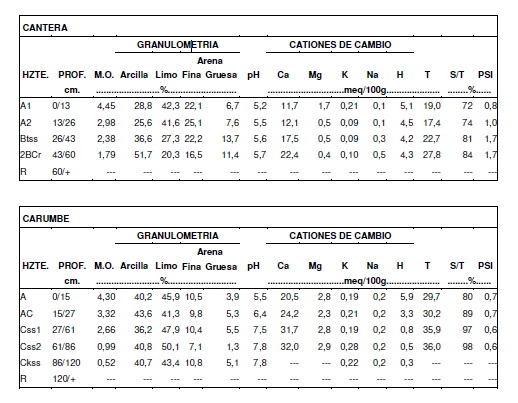 CANTERA
GRANULOMETRIA CATIONES DE CAMBIO
Arena
HZTE. PROF. M.O. Arcilla Limo Fina Gruesa pH Ca Mg K Na H T S/T PSI
cm. ............................%............................ ............................meq/100g............................ .......%......
A1 0/13 4,45 28,8 42,3 22,1 6,7 5,2 11,7 1,7 0,21 0,1 5,1 19,0 72 0,8
A2 13/26 2,98 25,6 41,6 25,1 7,6 5,5 12,1 0,5 0,09 0,1 4,5 17,4 74 1,0
Btss 26/43 2,38 36,6 27,3 22,2 13,7 5,6 17,5 0,5 0,09 0,3 4,2 22,7 81 1,7
2BCr 43/60 1,79 51,7 20,3 16,5 11,4 5,7 22,4 0,4 0,10 0,5 4,3 27,8 84 1,7
R 60/+ --- --- --- --- --- --- --- --- --- --- --- --- --- ---
CARUMBE
GRANULOMETRIA CATIONES DE CAMBIO
Arena
HZTE. PROF. M.O. Arcilla Limo Fina Gruesa pH Ca Mg K Na H T S/T PSI
cm. ............................%............................ ............................meq/100g............................ .......%......
A 0/15 4,30 40,2 45,9 10,5 3,9 5,5 20,5 2,8 0,19 0,2 5,9 29,7 80 0,7
AC 15/27 3,32 43,6 41,3 9,8 5,3 6,4 24,2 2,3 0,21 0,2 3,3 30,2 89 0,7
Css1 27/61 2,66 36,2 47,9 10,4 5,5 7,5 31,7 2,8 0,19 0,2 0,8 35,9 97 0,6
Css2 61/86 0,99 40,8 50,1 7,1 1,3 7,8 32,0 2,9 0,28 0,2 0,5 36,0 98 0,6
Ckss 86/120 0,52 40,7 43,4 10,8 5,1 7,8 --- --- 0,22 0,2 0,3 --- --- ---
R 120/+ --- --- --- --- --- --- --- --- --- --- --- --- --- ---